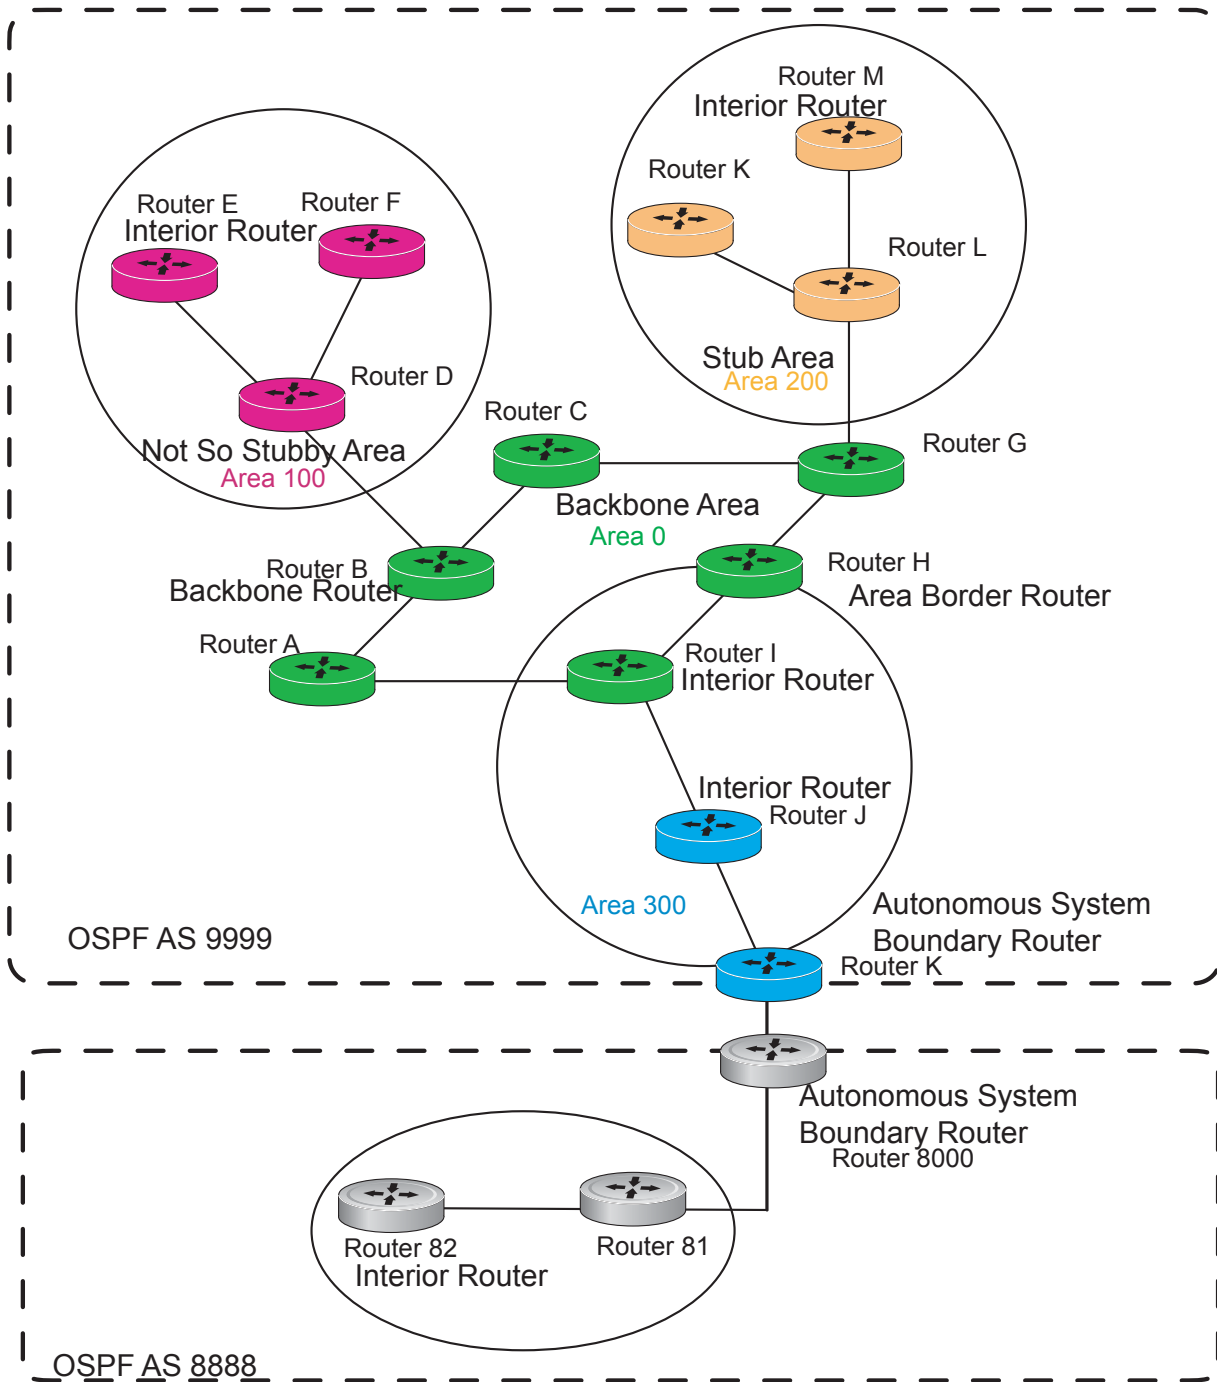 Router M
Interior Router
Router K
Router E
Router F
Interior Router
Router L
Stub Area
Area 200
Router D
Router C
Router G
Not So Stubby Area
Area 100
Backbone Area
Area 0
Router B
Backbone Router
Router H
Area Border Router
Router A
Router I
Interior Router
Interior Router
Router J
Area 300
Autonomous System
Boundary Router
Router K
OSPF AS 9999
Autonomous System
Boundary Router
Router 8000
Router 82
Interior Router
Router 81
OSPF AS 8888